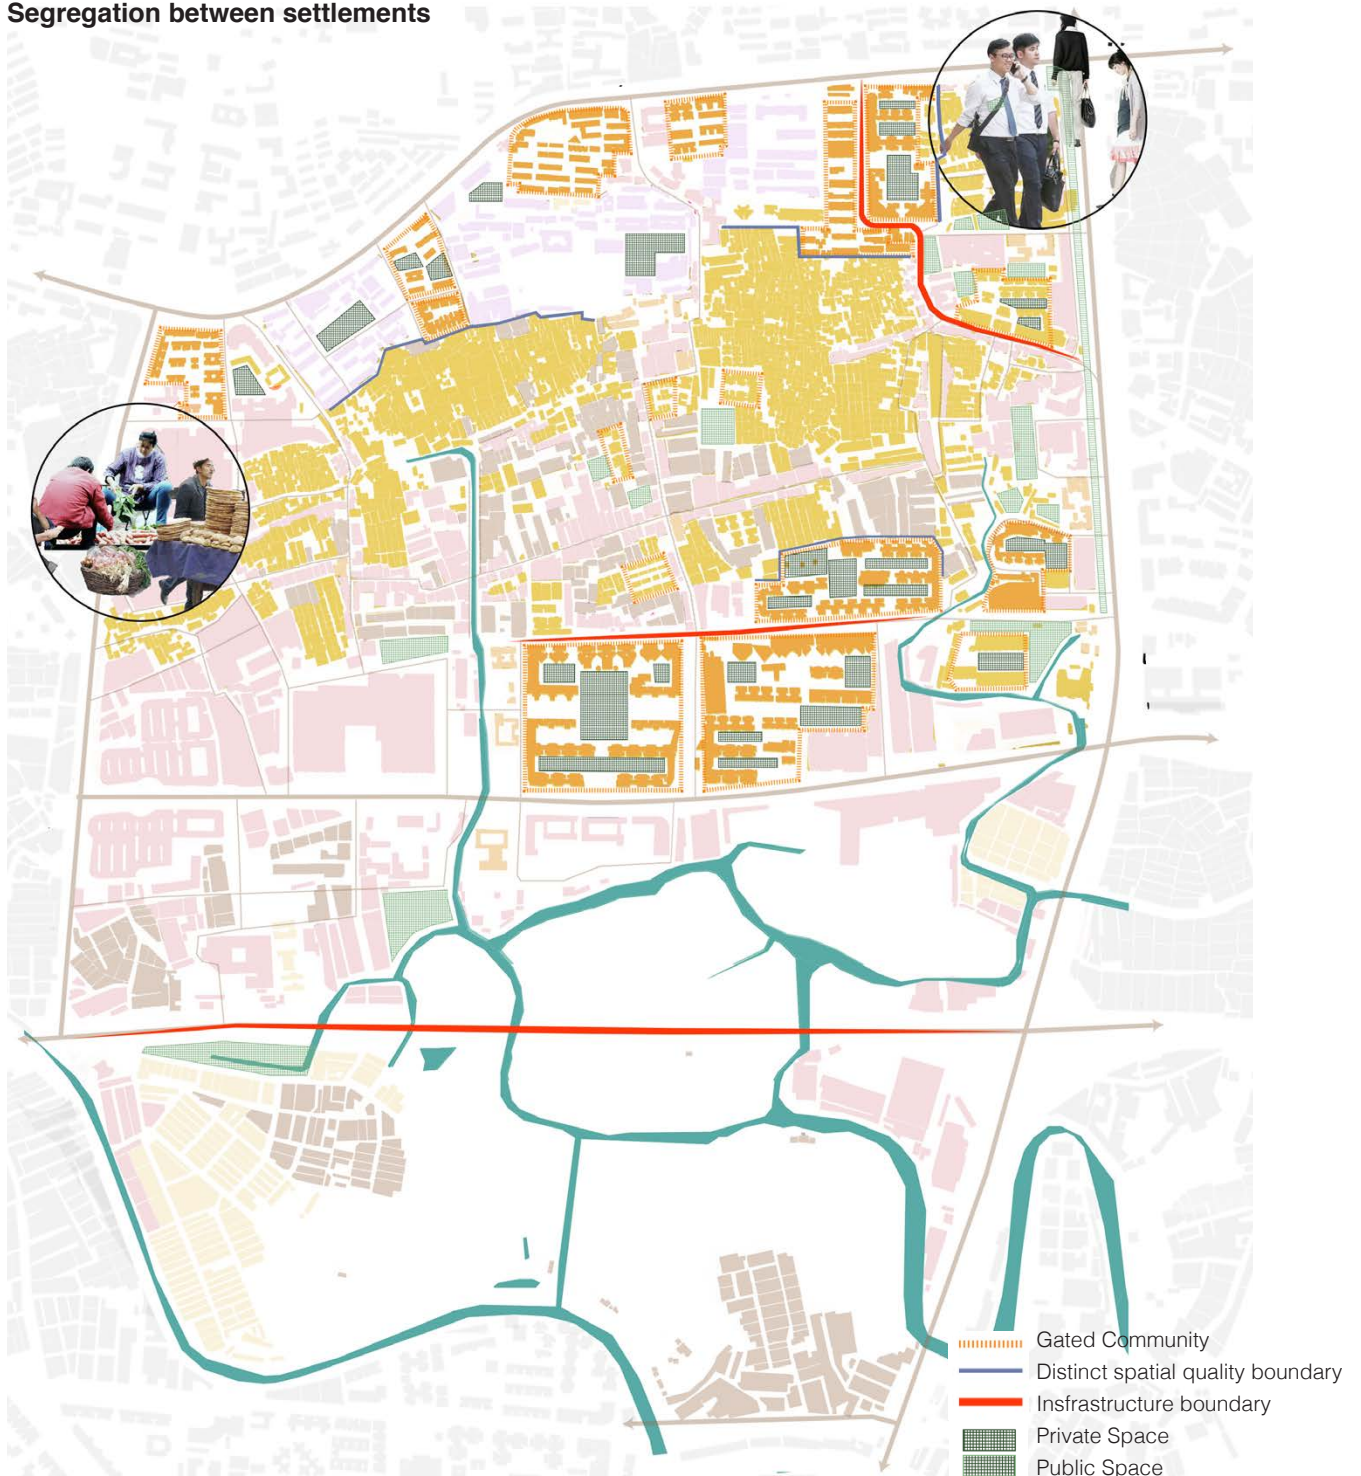 Segregation between settlements
Gated Community
Distinct spatial quality boundary
Insfrastructure boundary
Private Space
Public Space